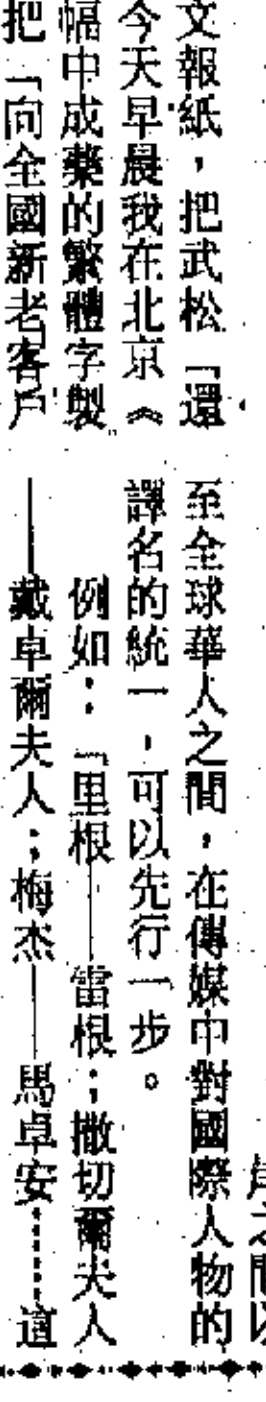 文報紙，把武松「還
今天早晨我在北京《
幅中成藥的繁體字製
把「向全國新老客戶
至全球華人之間，在傳媒中對國際人物的
譯名的統一，可以先行一步。
例如：「里根——雷根；撒切爾夫人
——戴卓爾夫人；梅杰——馬卓安……這